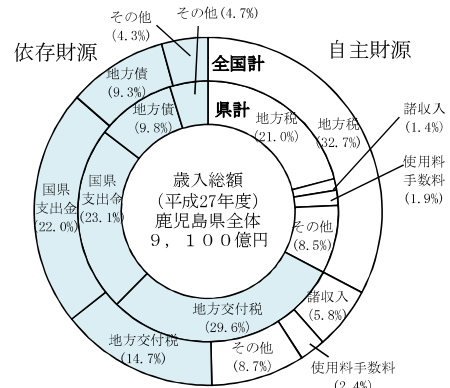 その他
(4.3%)
その他(4.7%)
依存財源
自主財源
全国計
県計
地方債
(9.3%)
地方債
(9.8%)
地方税
(21.0%)
地方税
(32.7%)
諸収入
(1.4%)
使用料
手数料
(1.9%)
国県
支出金
(22.0%)
国県
支出金
(23.1%)
歳入総額
(平成27年度)
鹿児島県全体
９，１００億円
その他
(8.5%)
地方交付税
(29.6%)
諸収入
(5.8%)
地方交付税
(14.7%)
その他
(8.7%)
使用料手数料
(2.4%)